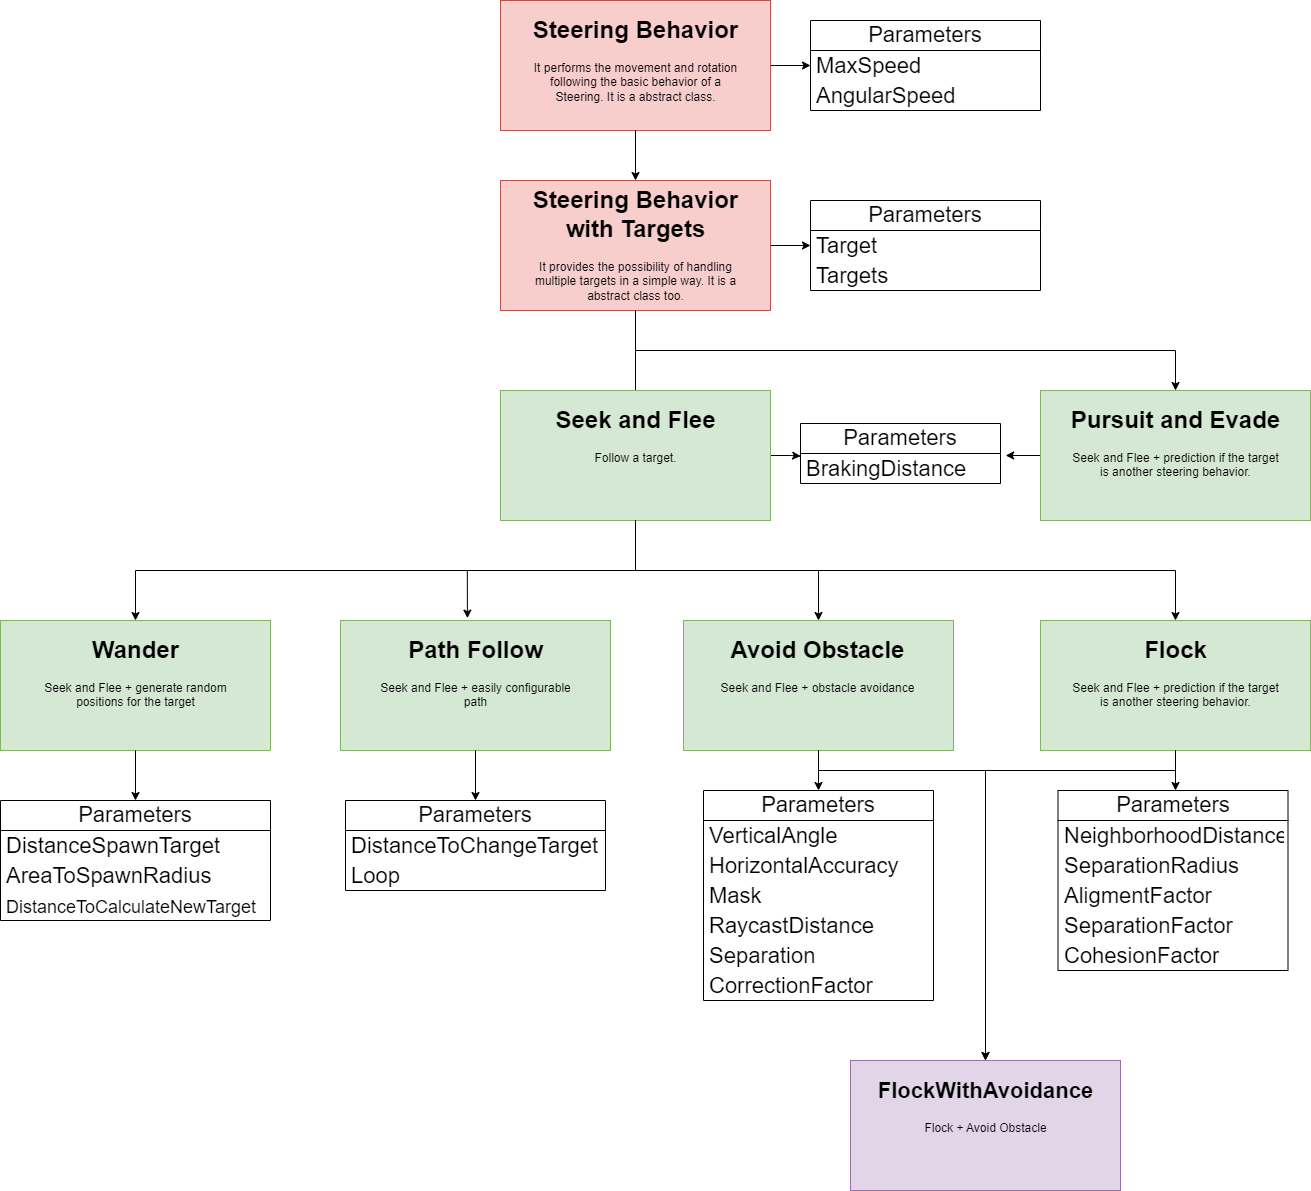 Steering Behavior
It performs the movement and rotation
following the basic behavior of a
Steering. It is a abstract class.
Parameters
MaxSpeed
AngularSpeed
Steering Behavior
with Targets
It provides the possibility of handling
multiple targets in a simple way. It is a
abstract class too.
Parameters
Target
Targets
Seek and Flee
Follow a target.
Parameters
BrakingDistance
Pursuit and Evade
Seek and Flee + prediction if the target
is another steering behavior.
Wander
Seek and Flee + generate random
positions for the target
Path Follow
Seek and Flee + easily configurable
path
Avoid Obstacle
Seek and Flee + obstacle avoidance
Flock
Seek and Flee + prediction if the target
is another steering behavior.
Parameters
DistanceSpawnTarget
AreaToSpawnRadius
DistanceToCalculateNewTarget
Parameters
DistanceToChangeTarget
Loop
Parameters
VerticalAngle
HorizontalAccuracy
Mask
RaycastDistance
Separation
CorrectionFactor
Parameters
NeighborhoodDistance
SeparationRadius
AligmentFactor
SeparationFactor
CohesionFactor
FlockWithAvoidance
Flock + Avoid Obstacle